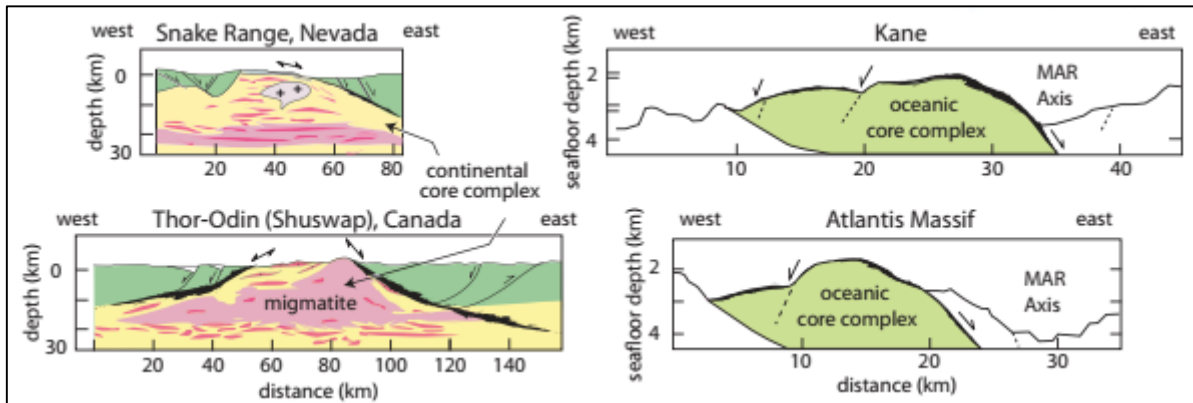 west Snake Range, Nevada east
depth (km)
0
30
20 40 60 80
continental
core complex
west Thor-Odin (Shuswap), Canada east
depth (km)
0
30
migmatite
20 40 60 80 100 120 140
distance (km)
west Kane east
seafloor depth (km)
2
4
MAR
Axis
oceanic
core complex
10 20 30 40
west Atlantis Massif east
seafloor depth (km)
2
4
MAR
Axis
oceanic
core complex
10 20 30
distance (km)